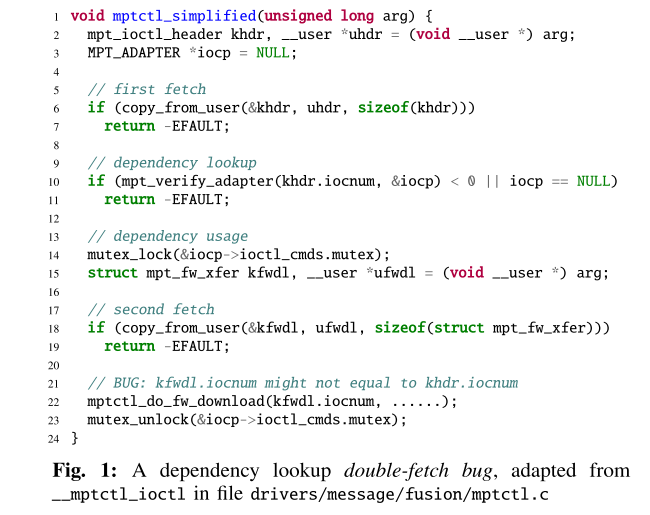 1 void mptctl_simplified(unsigned long arg) {
2 mpt_ioctl_header khdr, __user *uhdr = (void __user *) arg;
3 MPT_ADAPTER *iocp = NULL;
4
5 // first fetch
6 if (copy_from_user(&khdr, uhdr, sizeof(khdr)))
7 return -EFAULT;
8
9 // dependency lookup
10 if (mpt_verify_adapter(khdr.iocnum, &iocp) < 0 || iocp == NULL)
11 return -EFAULT;
12
13 // dependency usage
14 mutex_lock(&iocp->ioctl_cmds.mutex);
15 struct mpt_fw_xfer kfwdl, __user *ufwdl = (void __user *) arg;
16
17 // second fetch
18 if (copy_from_user(&kfwdl, ufwdl, sizeof(struct mpt_fw_xfer)))
19 return -EFAULT;
20
21 // BUG: kfwdl.iocnum might not equal to khdr.iocnum
22 mptctl_do_fw_download(kfwdl.iocnum, ......);
23 mutex_unlock(&iocp->ioctl_cmds.mutex);
24 }
Fig. 1: A dependency lookup double-fetch bug, adapted from
__mptctl_ioctl in file drivers/message/fusion/mptctl.c